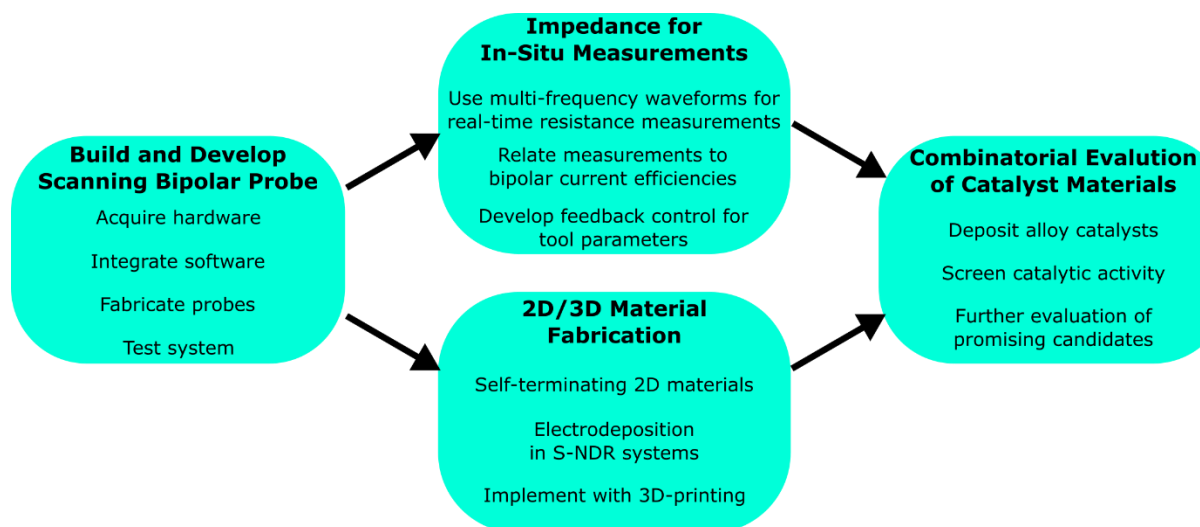 Build and Develop
Scanning Bipolar Probe
Acquire hardware
Integrate software
Fabricate probes
Test system
Impedance for
In-Situ Measurements
Use multi-frequency waveforms for
real-time resistance measurements
Relate measurements to
bipolar current efficiencies
Develop feedback control for
tool parameters
2D/3D Material
Fabrication
Self-terminating 2D materials
Electrodeposition
in S-NDR systems
Implement with 3D-printing
Combinatorial Evalution
of Catalyst Materials
Deposit alloy catalysts
Screen catalytic activity
Further evaluation of
promising candidates